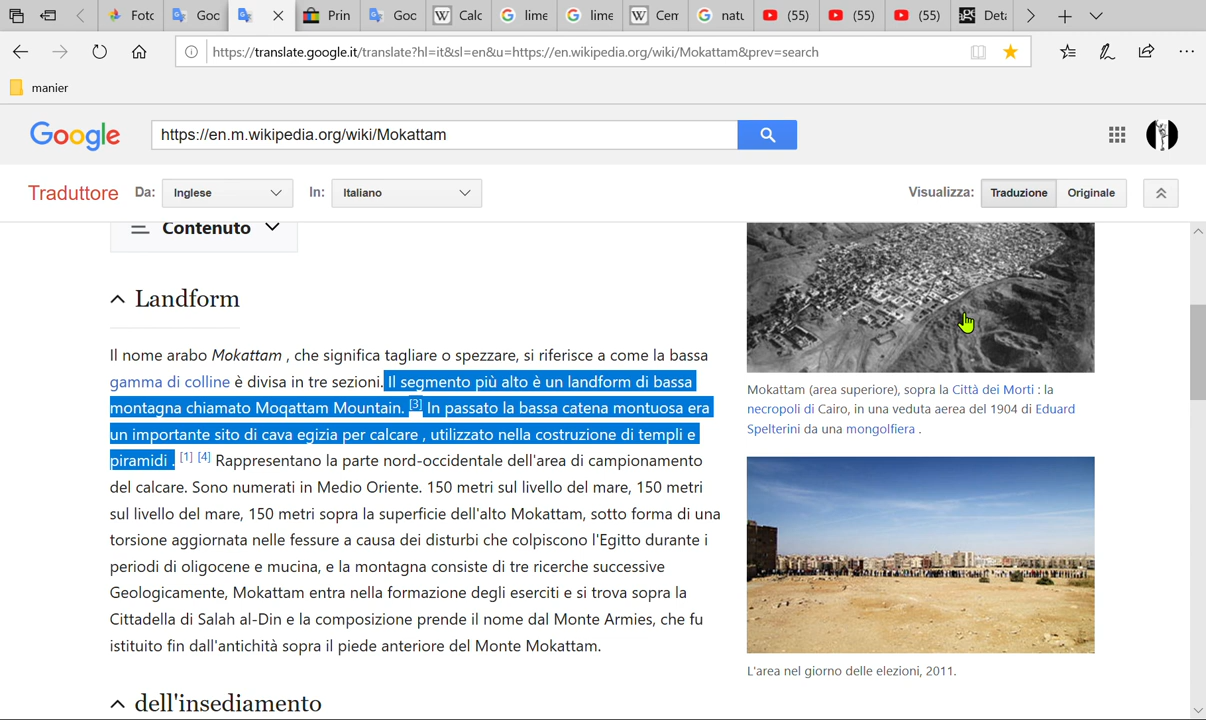 Foto
Goo
Prin
Goo
Calc
lime
lime
Cem
natu
(55)
(55)
(55)
Deta
https://translate.google.it/translate?hl=it&sl=en&u=https://en.wikipedia.org/wiki/Mokattam&prev=search
manier
Google
https://en.m.wikipedia.org/wiki/Mokattam
Traduttore Da: Inglese In: Italiano Visualizza: Traduzione Originale
Contenuto
Landform
Il nome arabo Mokattam , che significa tagliare o spezzare, si riferisce a come la bassa
gamma di colline è divisa in tre sezioni. Il segmento più alto è un landform di bassa
montagna chiamato Moqattam Mountain. [3] In passato la bassa catena montuosa era
un importante sito di cava egizia per calcare , utilizzato nella costruzione di templi e
piramidi . [1] [4] Rappresentano la parte nord-occidentale dell'area di campionamento
del calcare. Sono numerati in Medio Oriente. 150 metri sul livello del mare, 150 metri
sul livello del mare, 150 metri sopra la superficie dell'alto Mokattam, sotto forma di una
torsione aggiornata nelle fessure a causa dei disturbi che colpiscono l'Egitto durante i
periodi di oligocene e mucina, e la montagna consiste di tre ricerche successive
Geologicamente, Mokattam entra nella formazione degli eserciti e si trova sopra la
Cittadella di Salah al-Din e la composizione prende il nome dal Monte Armies, che fu
istituito fin dall'antichità sopra il piede anteriore del Monte Mokattam.
dell'insediamento
Mokattam (area superiore), sopra la Città dei Morti : la
necropoli di Cairo, in una veduta aerea del 1904 di Eduard
Spelterini da una mongolfiera .
L'area nel giorno delle elezioni, 2011.